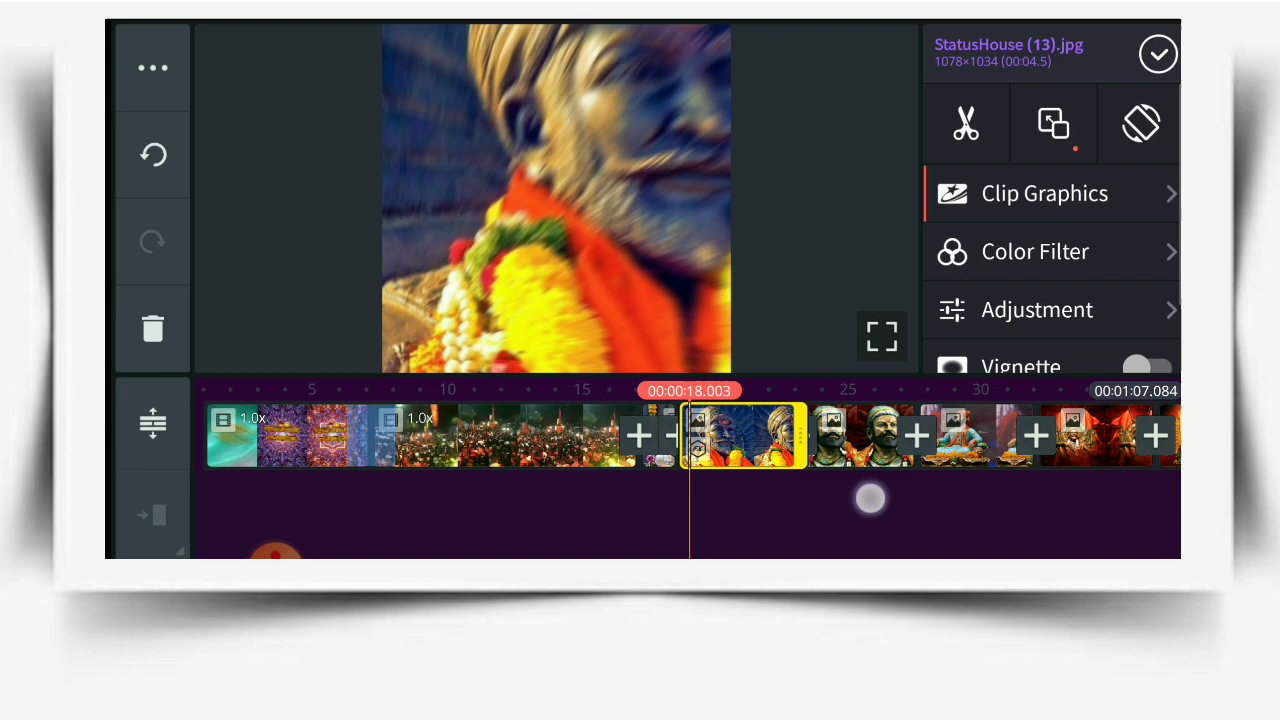 StatusHouse (13).jpg
1078×1034 (00:04.5)
Clip Graphics
Color Filter
Adjustment
Vignette
5
10
15
00:00:18.003
25
30
00:01:07.084
1.0x
1.0x